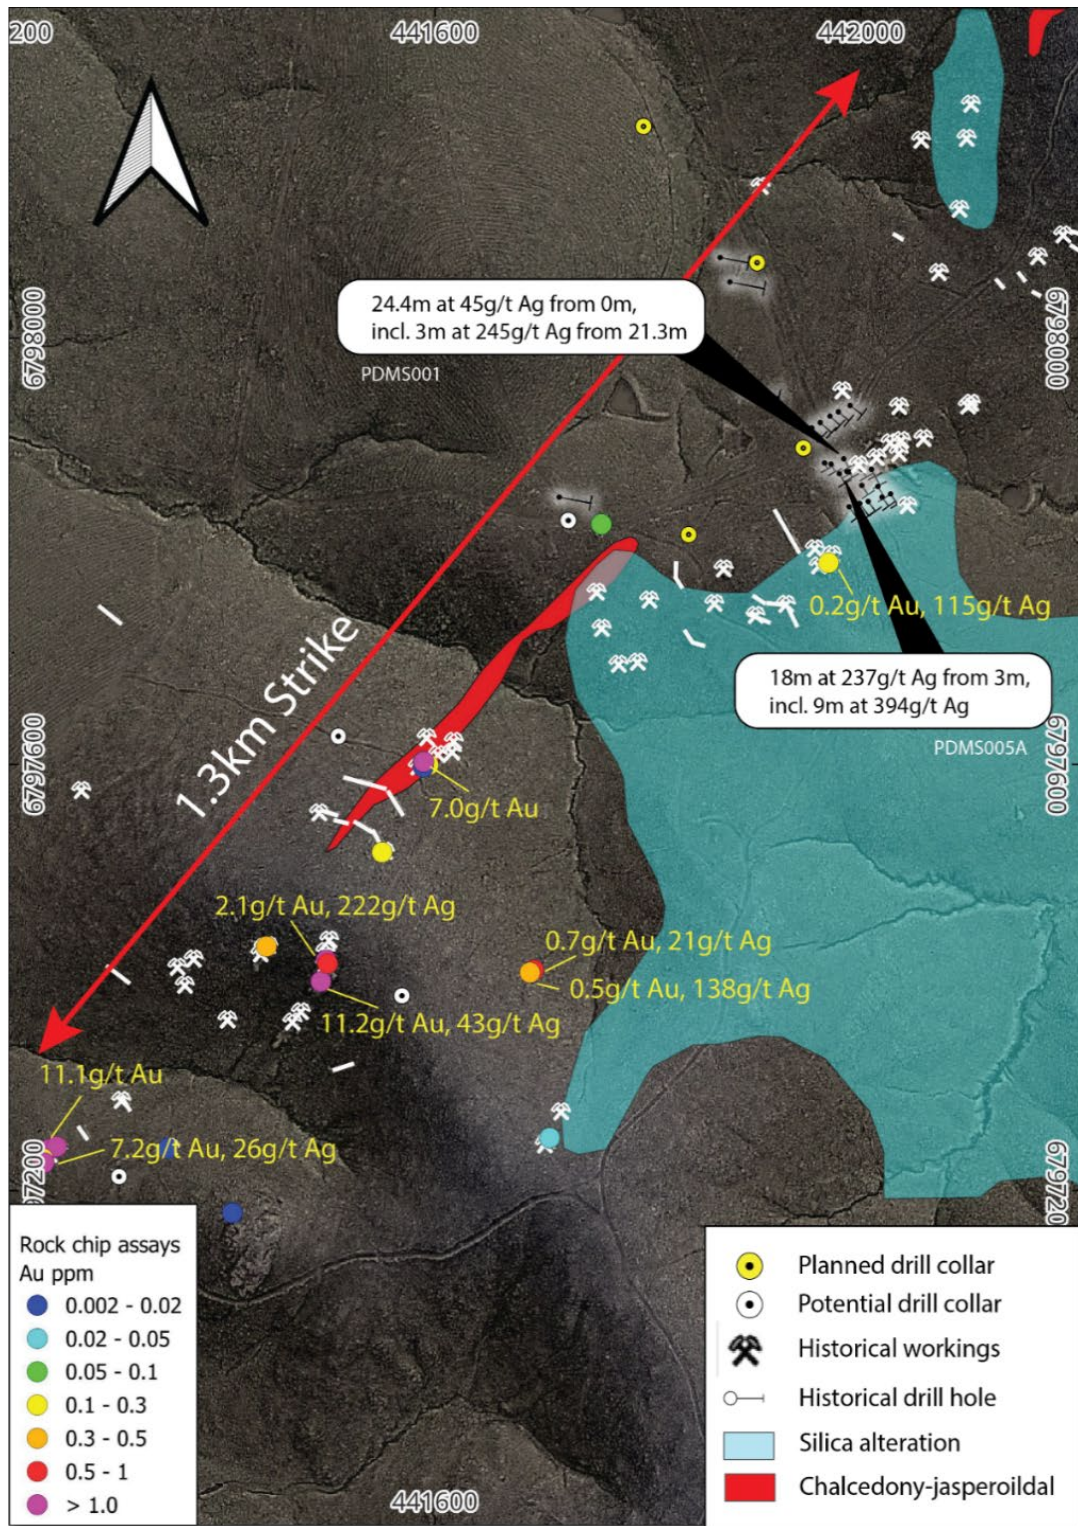 200
441600
442000
6798000
6798000
24.4m at 45g/t Ag from 0m,
incl. 3m at 245g/t Ag from 21.3m
PDMS001
1.3km Strike
0.2g/t Au, 115g/t Ag
18m at 237g/t Ag from 3m,
incl. 9m at 394g/t Ag
PDMS005A
6797600
6797600
7.0g/t Au
2.1g/t Au, 222g/t Ag
0.7g/t Au, 21g/t Ag
0.5g/t Au, 138g/t Ag
11.2g/t Au, 43g/t Ag
11.1g/t Au
7.2g/t Au, 26g/t Ag
97200
679720
Rock chip assays
Au ppm
0.002 - 0.02
0.02 - 0.05
0.05 - 0.1
0.1 - 0.3
0.3 - 0.5
0.5 - 1
> 1.0
441600
Planned drill collar
Potential drill collar
Historical workings
Historical drill hole
Silica alteration
Chalcedony-jasperoildal